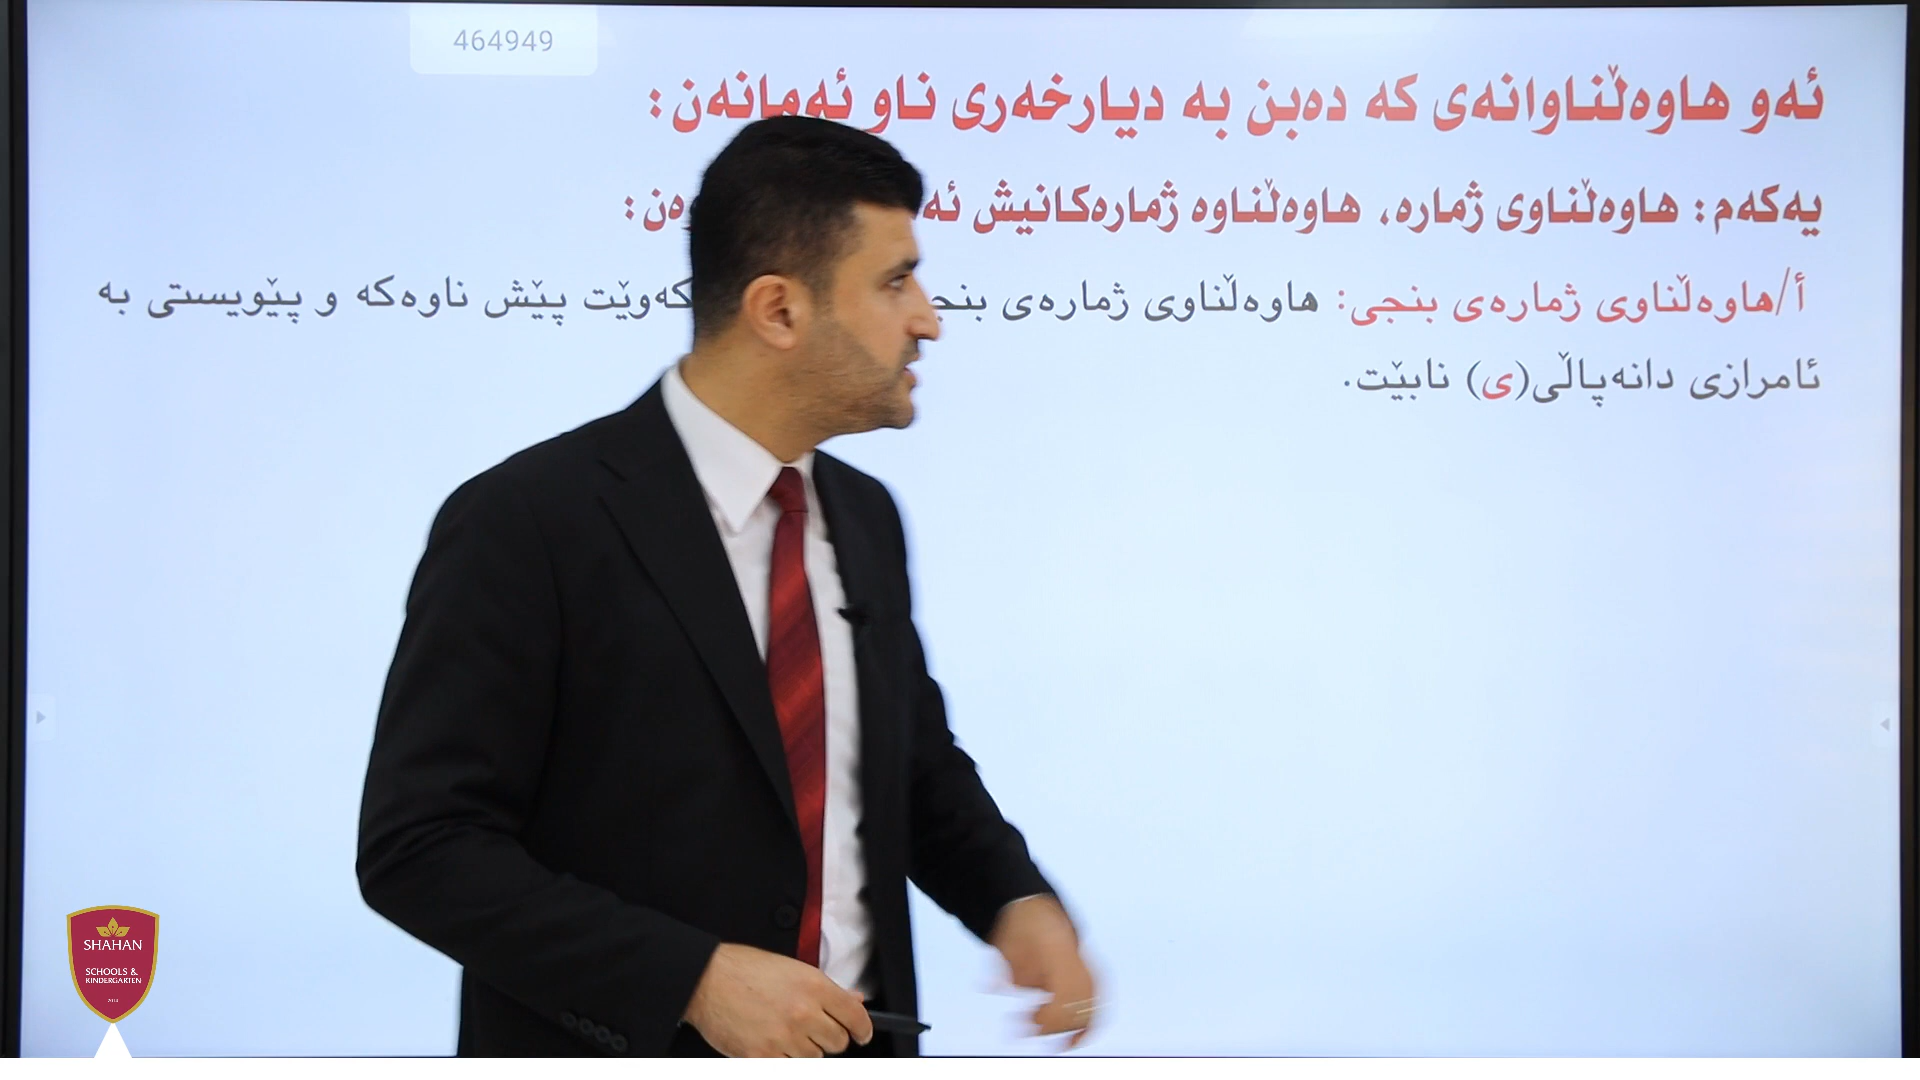 464949
ئەو هاوەڵناوانەی کە دەبن بە دیارخەری ناو ئەمانەن:
یەکەم: هاوەڵناوی ژمارە، هاوەڵناوە ژمارەکانیش
أ/هاوەڵناوی ژمارەی بنجی: هاوەڵناوی ژمارەی پێش ناوەکە و پێویستی بە
ئامرازی دانەپاڵی(ی) نابێت.
SHAHAN
SCHOOLS &
KINDERGARTEN